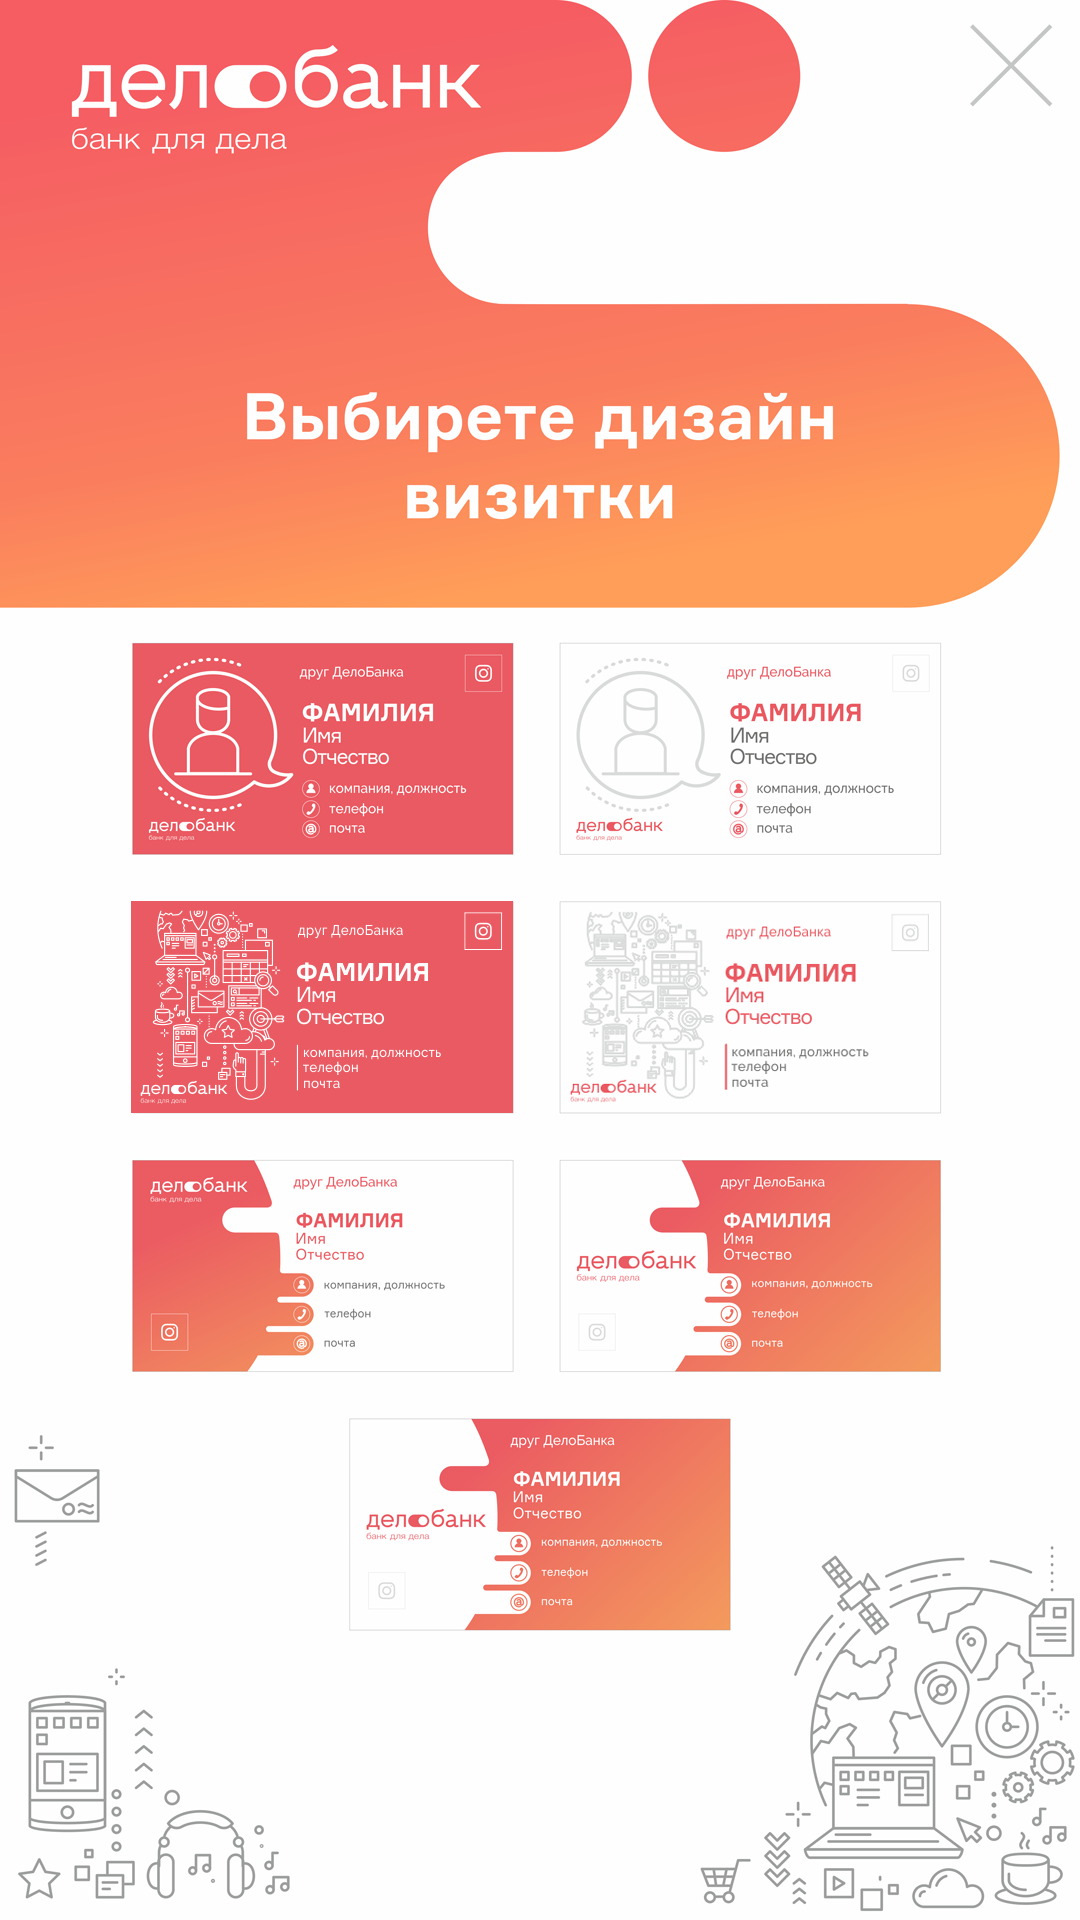 делобанк
банк для дела
Выбирете дизайн
визитки
друг ДелоБанка
ФАМИЛИЯ
Имя
Отчество
компания, должность
телефон
почта
делобанк
банк для дела
друг ДелоБанка
ФАМИЛИЯ
Имя
Отчество
компания, должность
телефон
почта
делобанк
банк для дела
друг ДелоБанка
ФАМИЛИЯ
Имя
Отчество
компания, должность
телефон
почта
делобанк
банк для дела
друг ДелоБанка
ФАМИЛИЯ
Имя
Отчество
компания, должность
телефон
почта
делобанк
банк для дела
делобанк
банк для дела
друг ДелоБанка
ФАМИЛИЯ
Имя
Отчество
компания, должность
телефон
почта
друг ДелоБанка
ФАМИЛИЯ
Имя
Отчество
делобанк
банк для дела
компания, должность
телефон
почта
друг ДелоБанка
ФАМИЛИЯ
Имя
Отчество
делобанк
банк для дела
компания, должность
телефон
почта